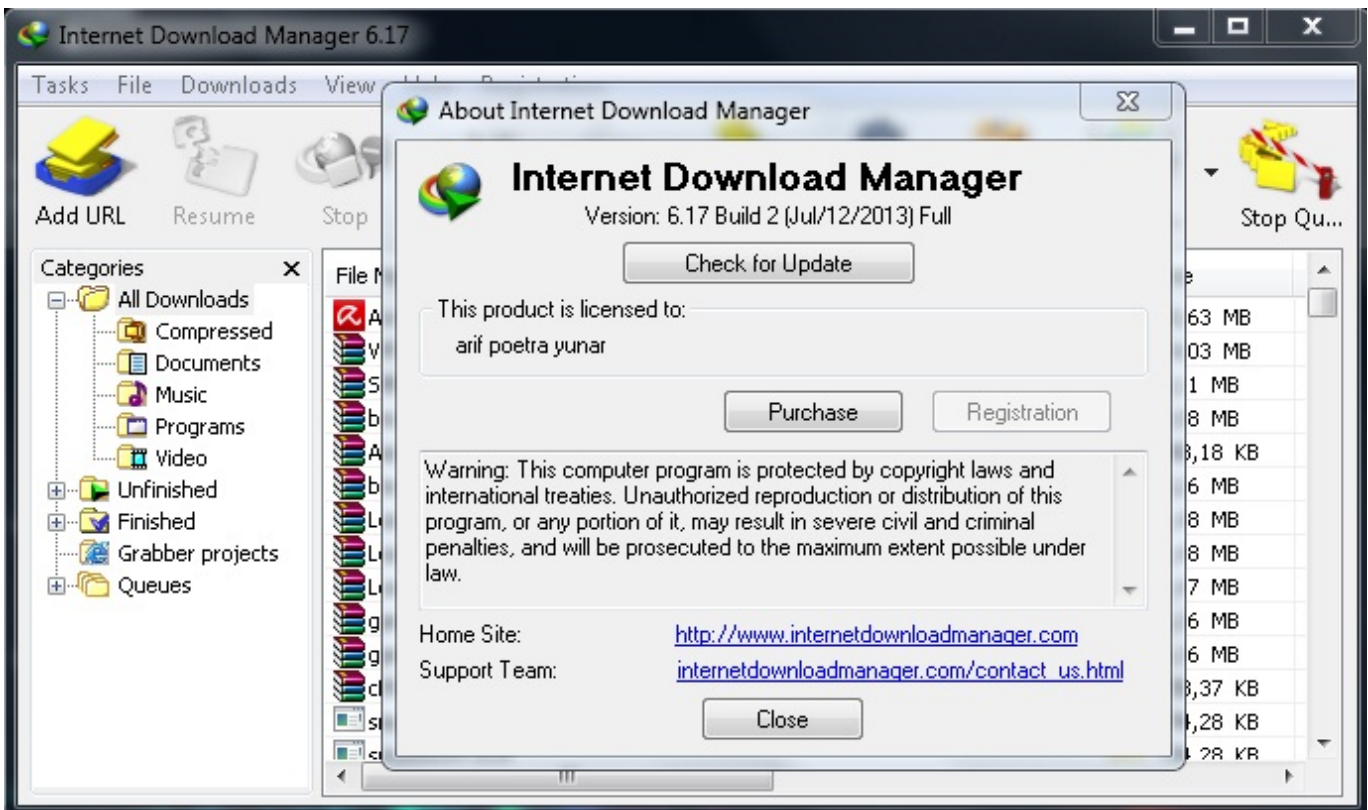 Internet Download Manager 6.17
Tasks File Downloads View
Add URL Resume Stop Stop Qu...
Categories
All Downloads
Compressed
Documents
Music
Programs
Video
Unfinished
Finished
Grabber projects
Queues
About Internet Download Manager
Internet Download Manager
Version: 6.17 Build 2 (Jul/12/2013) Full
Check for Update
This product is licensed to:
arif poetra yunar
Purchase Registration
Warning: This computer program is protected by copyright laws and
international treaties. Unauthorized reproduction or distribution of this
program, or any portion of it, may result in severe civil and criminal
penalties, and will be prosecuted to the maximum extent possible under
law.
Home Site: http://www.internetdownloadmanager.com
Support Team: internetdownloadmanager.com/contact_us.html
Close
63 MB
03 MB
1 MB
8 MB
3,18 KB
6 MB
8 MB
8 MB
7 MB
6 MB
6 MB
3,37 KB
4,28 KB
4,28 KB